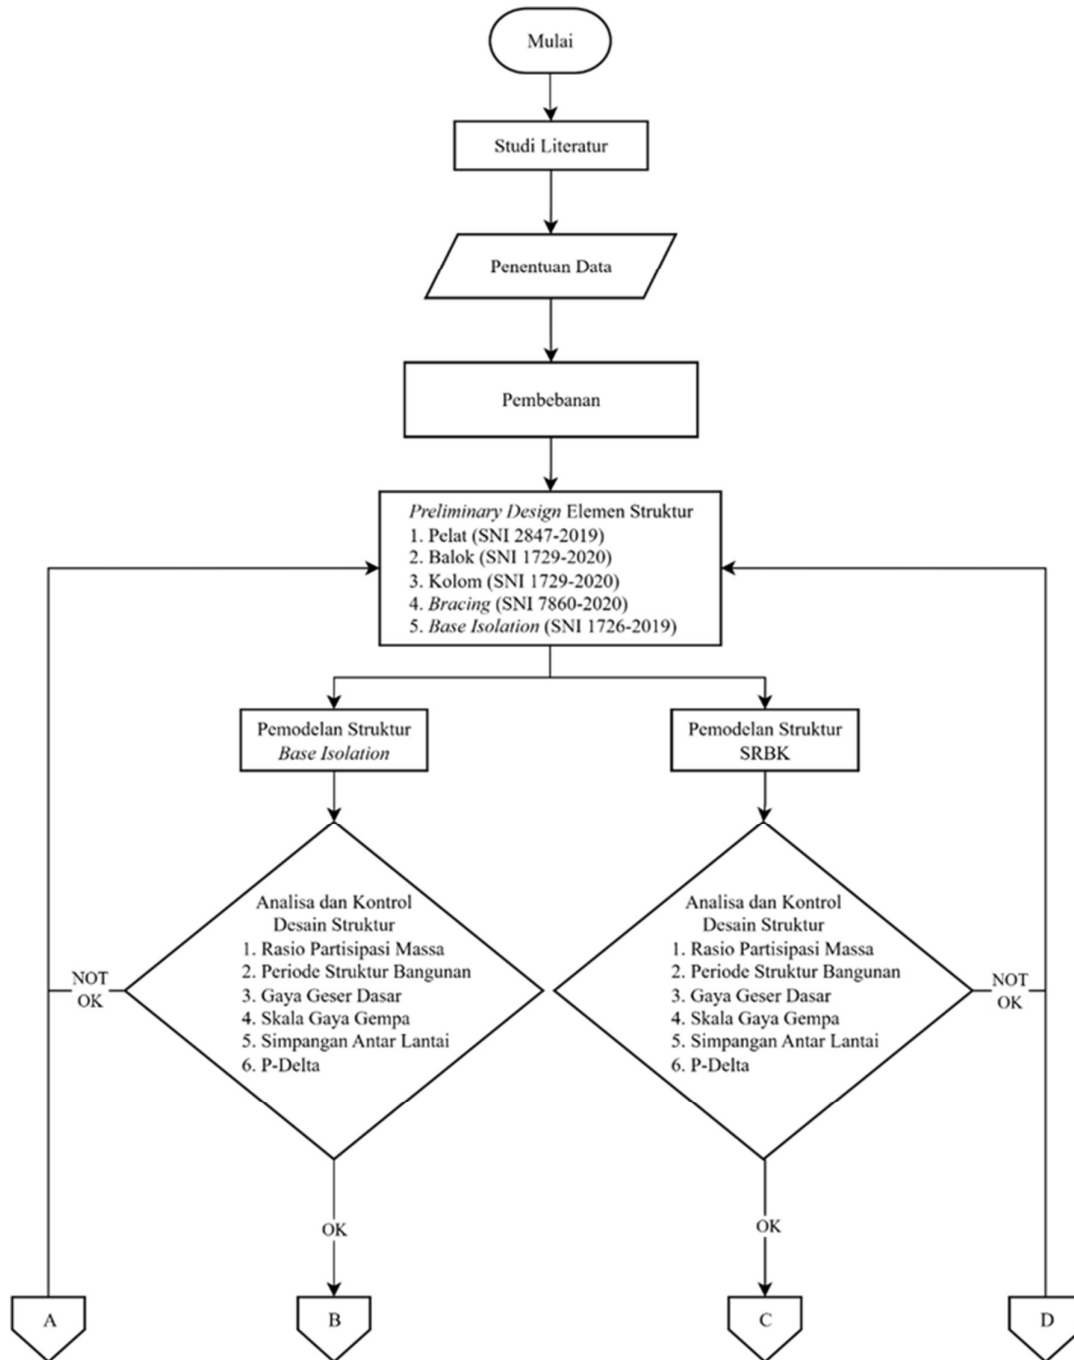 Mulai
Studi Literatur
Penentuan Data
Pembebanan
Preliminary Design Elemen Struktur
1. Pelat (SNI 2847-2019)
2. Balok (SNI 1729-2020)
3. Kolom (SNI 1729-2020)
4. Bracing (SNI 7860-2020)
5. Base Isolation (SNI 1726-2019)
Pemodelan Struktur
Base Isolation
Pemodelan Struktur
SRBK
Analisa dan Kontrol
Desain Struktur
1. Rasio Partisipasi Massa
2. Periode Struktur Bangunan
3. Gaya Geser Dasar
4. Skala Gaya Gempa
5. Simpangan Antar Lantai
6. P-Delta
NOT
OK
Analisa dan Kontrol
Desain Struktur
1. Rasio Partisipasi Massa
2. Periode Struktur Bangunan
3. Gaya Geser Dasar
4. Skala Gaya Gempa
5. Simpangan Antar Lantai
6. P-Delta
NOT
OK
OK
OK
A
B
C
D